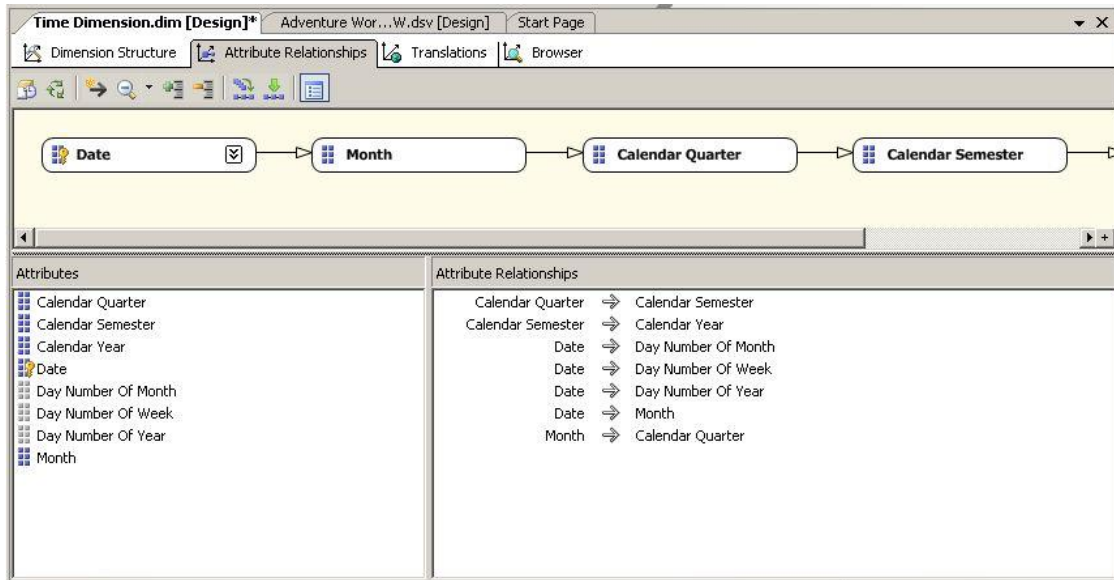 Time Dimension.dim [Design]* Adventure Wor...W.dsv [Design] Start Page
Dimension Structure Attribute Relationships Translations Browser
Date Month Calendar Quarter Calendar Semester
Attributes
Calendar Quarter
Calendar Semester
Calendar Year
Date
Day Number Of Month
Day Number Of Week
Day Number Of Year
Month
Attribute Relationships
Calendar Quarter ⇒ Calendar Semester
Calendar Semester ⇒ Calendar Year
Date ⇒ Day Number Of Month
Date ⇒ Day Number Of Week
Date ⇒ Day Number Of Year
Date ⇒ Month
Month ⇒ Calendar Quarter